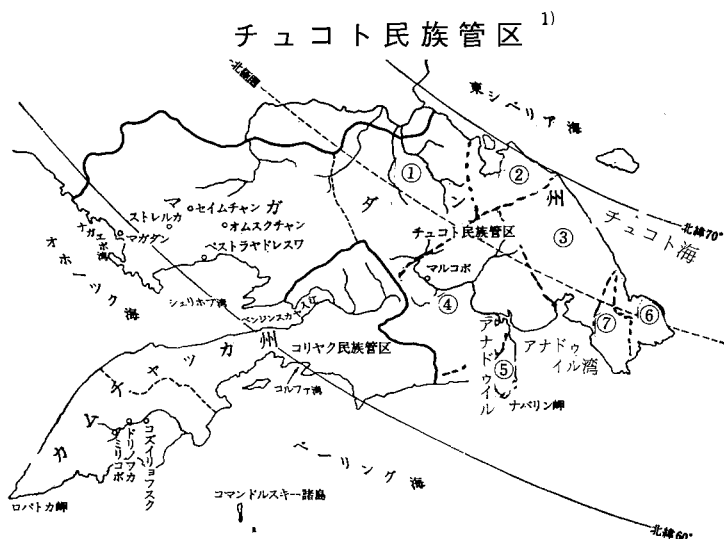 チュコト民族管区 1)
北極圏
東シベリア海
①
②
③
④
⑤
⑥
⑦
マガダン州
セイムチャン
ストレルカ
オムスクチャン
マガダン
ペストラヤドレスワ
ナガエボ湾
オホーツク海
シェリホブ湾
ペンジンスカヤ入江
チュコト民族管区
マルコボ
チュコト海
北緯70°
アナドゥイル
アナドゥイル湾
ナバリン岬
カムチャッカ州
コリヤク民族管区
コルファ湾
コズイリョフスク
ドリノフカ
ミリコボ
ロパトカ岬
コマンドルスキー諸島
ベーリング海
北緯60°